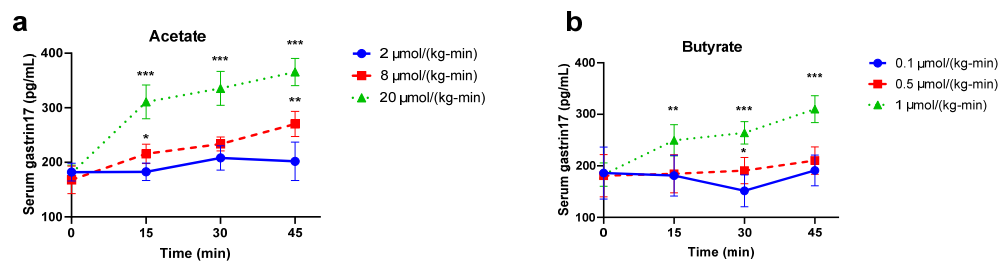 a
Acetate
Serum gastrin17 (pg/mL)
400
300
200
100
0
15
30
45
Time (min)
***
***
***
*
**
2 µmol/(kg-min)
8 µmol/(kg-min)
20 µmol/(kg-min)
b
Butyrate
Serum gastrin17 (pg/mL)
400
300
200
100
0
15
30
45
Time (min)
**
***
***
*
0.1 µmol/(kg-min)
0.5 µmol/(kg-min)
1 µmol/(kg-min)